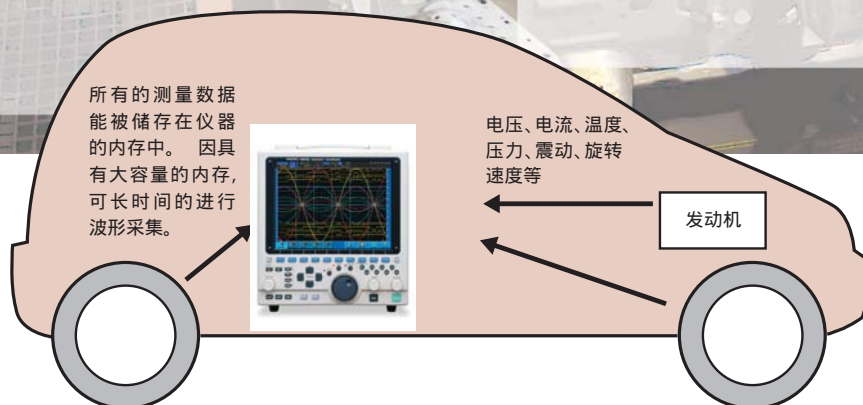 所有的测量数据
能被储存在仪器
的内存中。 因具
有大容量的内存,
可长时间的进行
波形采集。
电压、电流、温度、
压力、震动、旋转
速度等
发动机